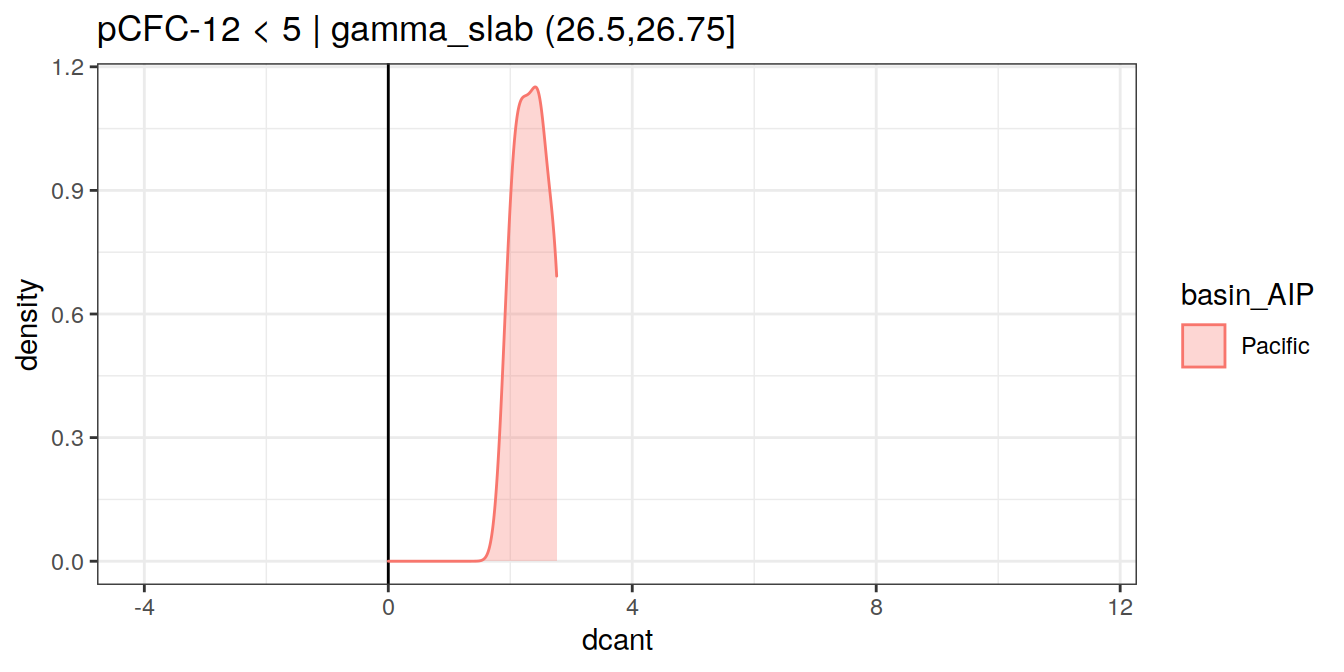 pCFC-12 < 5 | gamma_slab (26.5,26.75]
1.2
0.9
0.6
0.3
0.0
density
-4 0 4 8 12
dcant
basin_AIP
Pacific